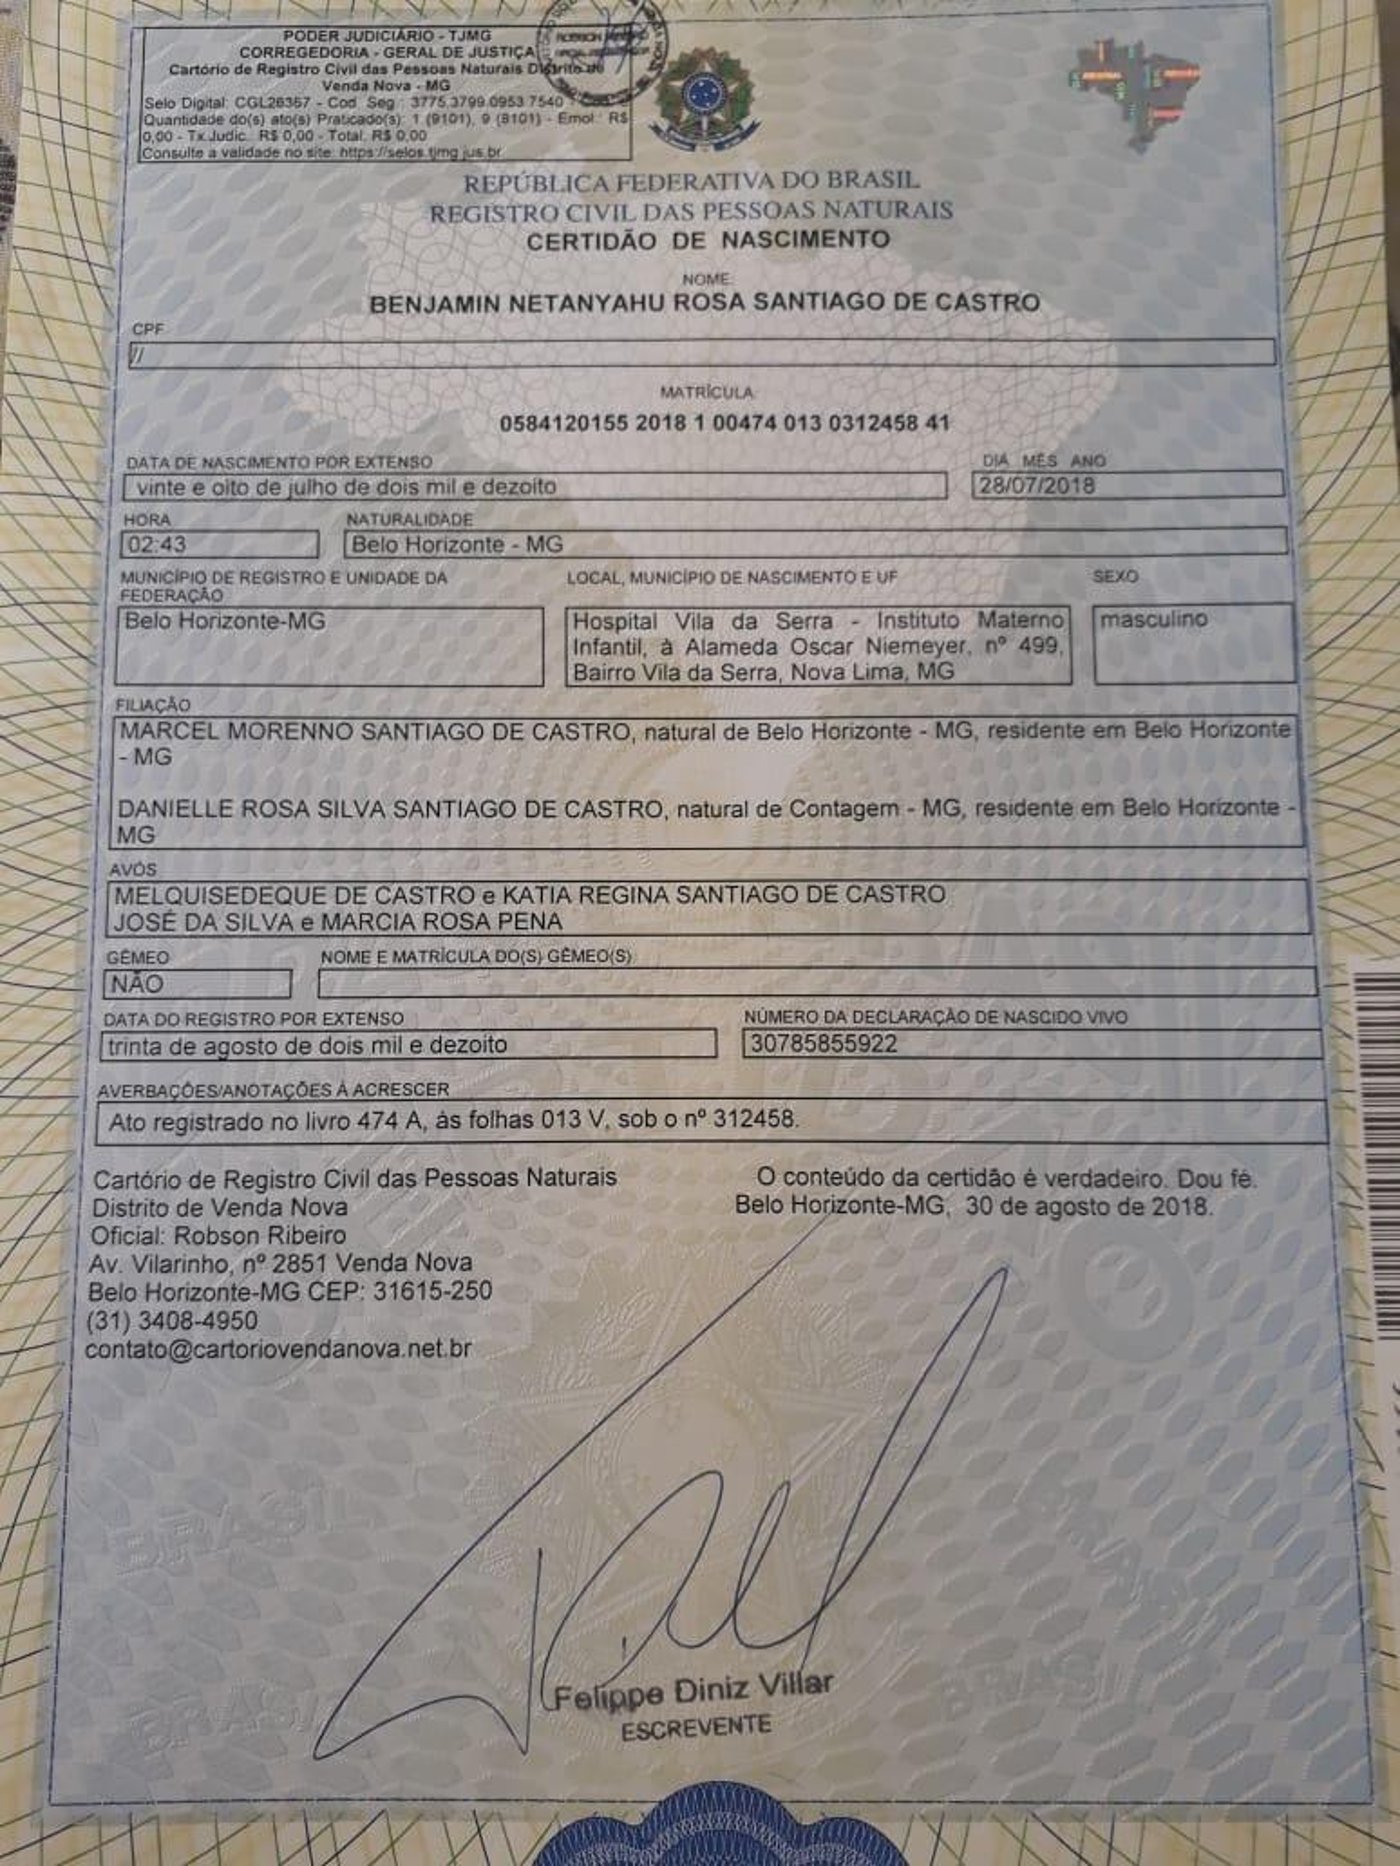 PODER JUDICIÁRIO - TJMG
CORREGEDORIA - GERAL DE JUSTIÇA
Cartório de Registro Civil das Pessoas Naturais Distrito de
Venda Nova - MG
Selo Digital: CGL26367 - Cod. Seg.: 3775.3799.0953.7540
Quantidade do(s) ato(s) Praticado(s): 1 (9101), 9 (8101) - Emol.: R$
0,00 - Tx.Judic.: R$ 0,00 - Total: R$ 0,00
Consulte a validade no site: https://selos.tjmg.jus.br
REPÚBLICA FEDERATIVA DO BRASIL
REGISTRO CIVIL DAS PESSOAS NATURAIS
CERTIDÃO DE NASCIMENTO
NOME:
BENJAMIN NETANYAHU ROSA SANTIAGO DE CASTRO
CPF
//
MATRÍCULA:
0584120155 2018 1 00474 013 0312458 41
DATA DE NASCIMENTO POR EXTENSO
DIA MÊS ANO
vinte e oito de julho de dois mil e dezoito
28/07/2018
HORA
NATURALIDADE
02:43
Belo Horizonte - MG
MUNICÍPIO DE REGISTRO E UNIDADE DA
FEDERAÇÃO
LOCAL, MUNICÍPIO DE NASCIMENTO E UF
SEXO
Belo Horizonte-MG
Hospital Vila da Serra - Instituto Materno
Infantil, à Alameda Oscar Niemeyer, nº 499,
Bairro Vila da Serra, Nova Lima, MG
masculino
FILIAÇÃO
MARCEL MORENNO SANTIAGO DE CASTRO, natural de Belo Horizonte - MG, residente em Belo Horizonte
- MG
DANIELLE ROSA SILVA SANTIAGO DE CASTRO, natural de Contagem - MG, residente em Belo Horizonte -
MG
AVÓS
MELQUISEDEQUE DE CASTRO e KATIA REGINA SANTIAGO DE CASTRO
JOSÉ DA SILVA e MARCIA ROSA PENA
GÊMEO
NOME E MATRÍCULA DO(S) GÊMEO(S)
NÃO
DATA DO REGISTRO POR EXTENSO
NÚMERO DA DECLARAÇÃO DE NASCIDO VIVO
trinta de agosto de dois mil e dezoito
30785855922
AVERBAÇÕES/ANOTAÇÕES À ACRESCER
Ato registrado no livro 474 A, às folhas 013 V, sob o nº 312458.
Cartório de Registro Civil das Pessoas Naturais
Distrito de Venda Nova
Oficial: Robson Ribeiro
Av. Vilarinho, nº 2851 Venda Nova
Belo Horizonte-MG CEP: 31615-250
(31) 3408-4950
contato@cartoriovendanova.net.br
O conteúdo da certidão é verdadeiro. Dou fé.
Belo Horizonte-MG, 30 de agosto de 2018.
BRASIL
BRASIL
BRASIL
Felippe Diniz Villar
ESCREVENTE